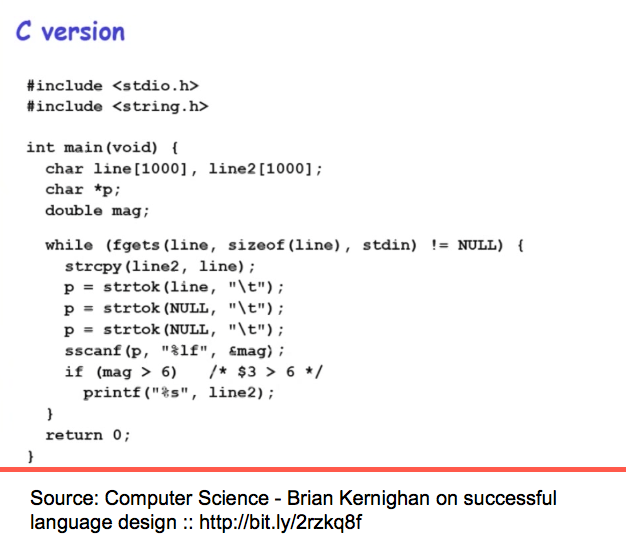 C version
#include <stdio.h>
#include <string.h>
int main(void) {
char line[1000], line2[1000];
char *p;
double mag;
while (fgets(line, sizeof(line), stdin) != NULL) {
strcpy(line2, line);
p = strtok(line, "\t");
p = strtok(NULL, "\t");
p = strtok(NULL, "\t");
sscanf(p, "%lf", &mag);
if (mag > 6) /* $3 > 6 */
printf("%s", line2);
}
return 0;
}
Source: Computer Science - Brian Kernighan on successful
language design :: http://bit.ly/2rzkq8f